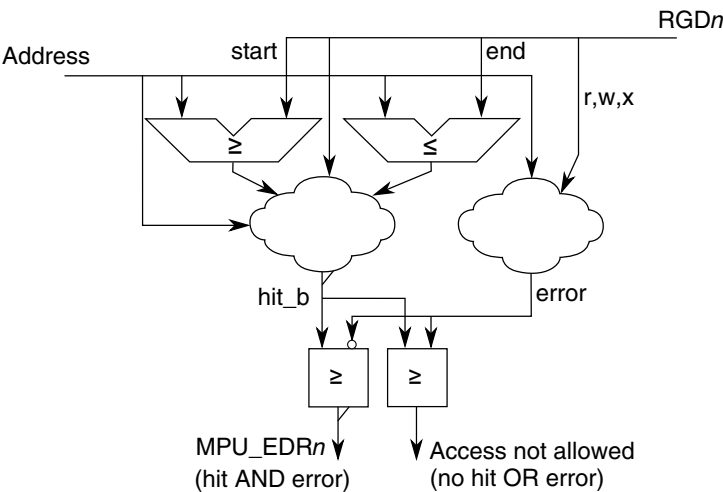 RGDn
Address
start
end
r,w,x
≥
≤
hit_b
error
≥
≥
MPU_EDRn
(hit AND error)
Access not allowed
(no hit OR error)